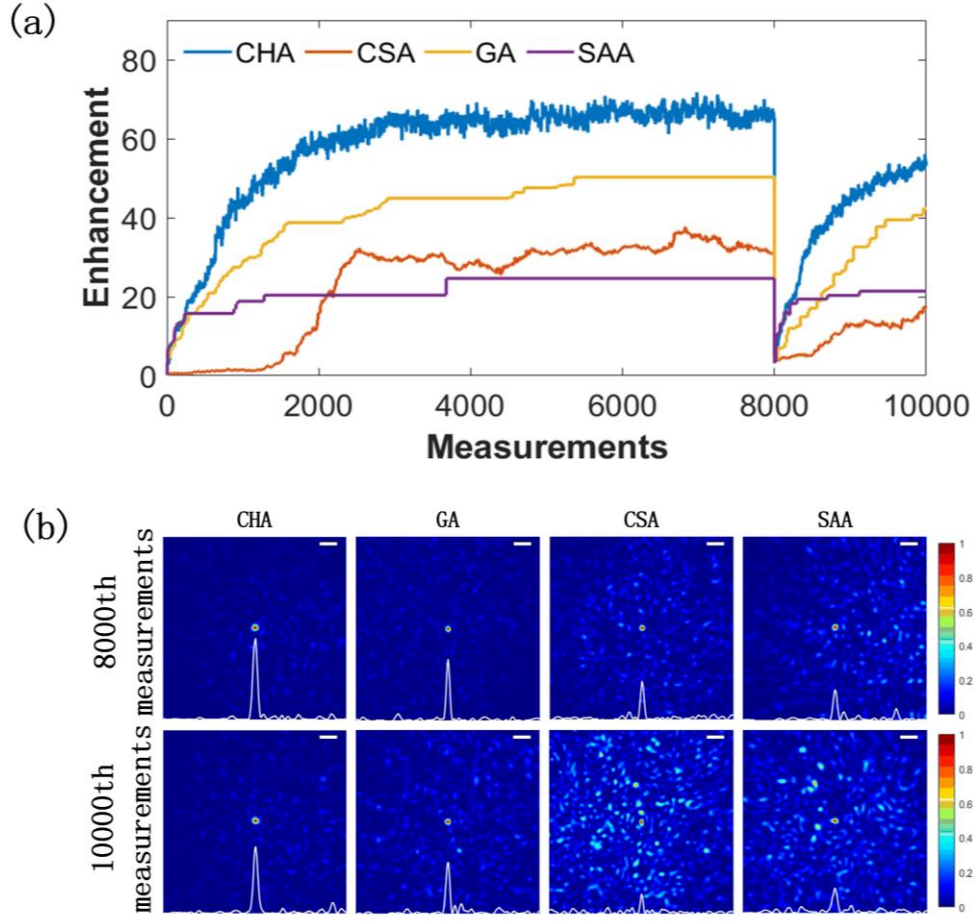 (a)
CHA CSA GA SAA
80
60
40
20
0
Enhancement
0 2000 4000 6000 8000 10000
Measurements
(b)
CHA GA CSA SAA
8000th
measurements
1
0.8
0.6
0.4
0.2
0
10000th
measurements
1
0.8
0.6
0.4
0.2
0